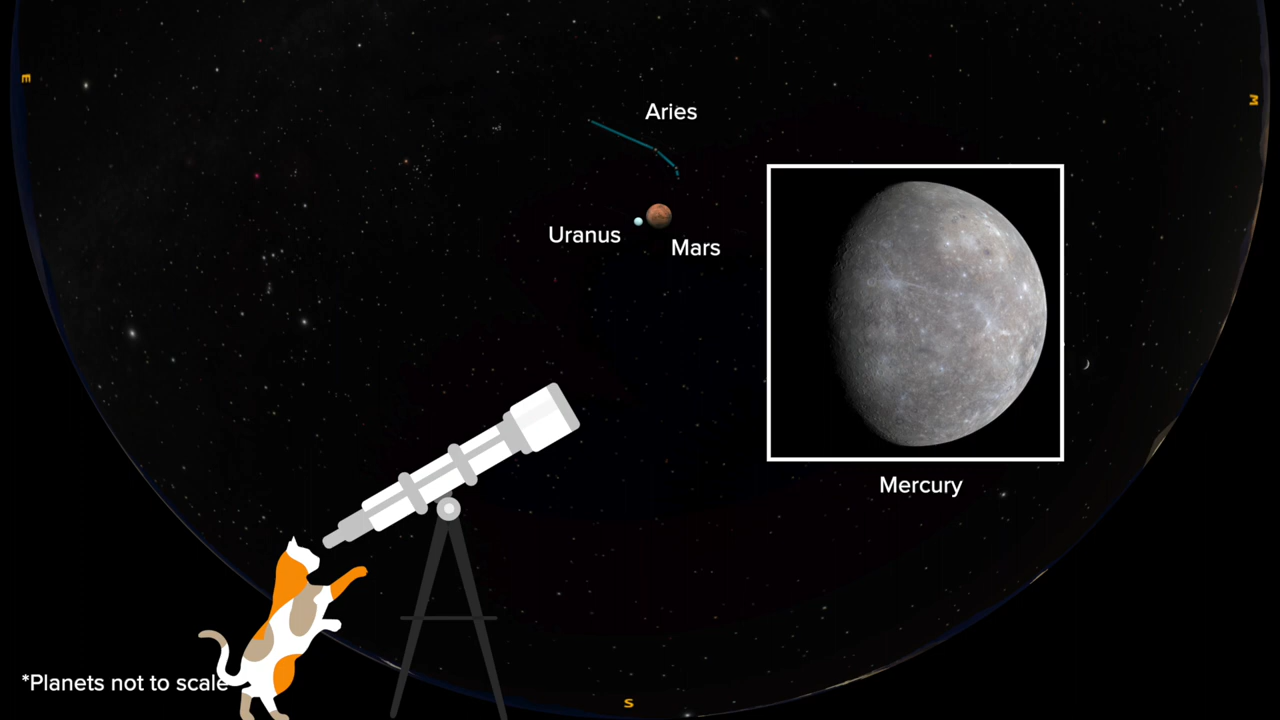 E
Aries
W
Uranus
Mars
Mercury
*Planets not to scale
S